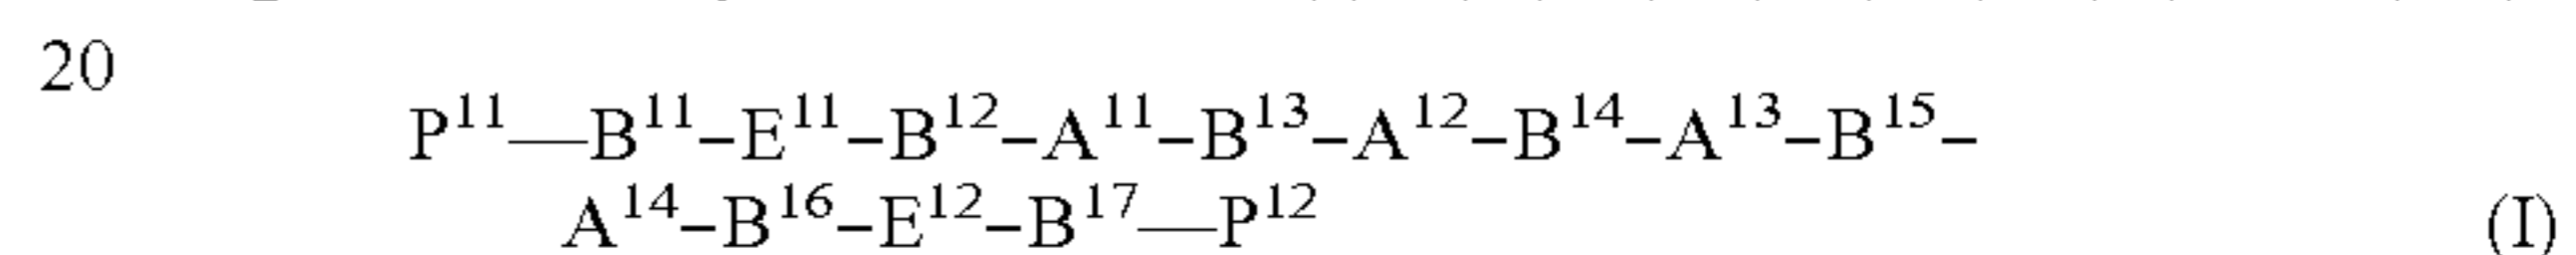 20
P¹¹—B¹¹–E¹¹–B¹²–A¹¹–B¹³–A¹²–B¹⁴–A¹³–B¹⁵–
A¹⁴–B¹⁶–E¹²–B¹⁷—P¹² (I)